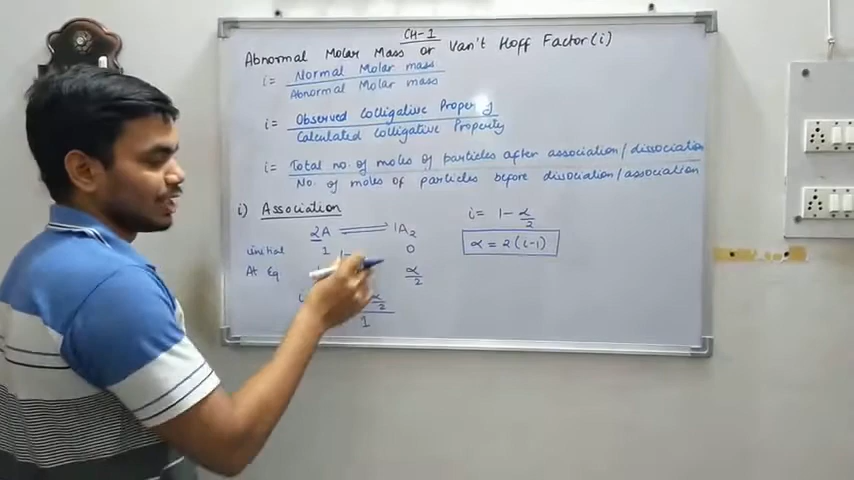 CH-1
Abnormal Molar Mass or Van't Hoff Factor(i)
i = Normal Molar mass
Abnormal Molar mass
i = Observed Colligative Property
Calculated Colligative Property
i = Total no. of moles of particles after association/dissociation
No. of moles of particles before dissociation/association
i) Association
2A ⇌ 1A₂
initial 1 0
At Eq α/2
α/2
1
i = 1 - α/2
α = 2(i-1)